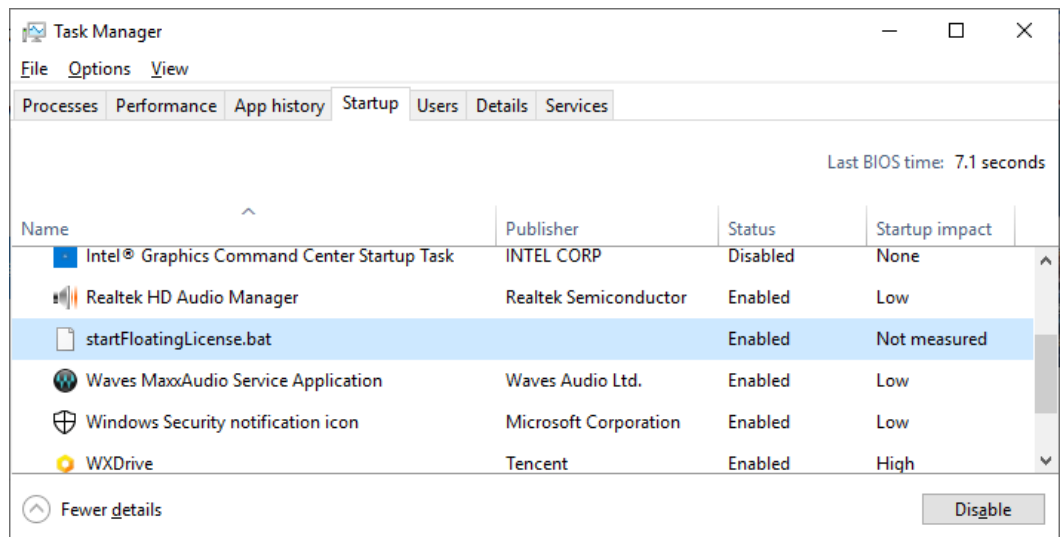 Task Manager
File Options View
Processes Performance App history Startup Users Details Services
Last BIOS time: 7.1 seconds
Name Publisher Status Startup impact
Intel® Graphics Command Center Startup Task INTEL CORP Disabled None
Realtek HD Audio Manager Realtek Semiconductor Enabled Low
startFloatingLicense.bat Enabled Not measured
Waves MaxxAudio Service Application Waves Audio Ltd. Enabled Low
Windows Security notification icon Microsoft Corporation Enabled Low
WXDrive Tencent Enabled High
Fewer details Disable